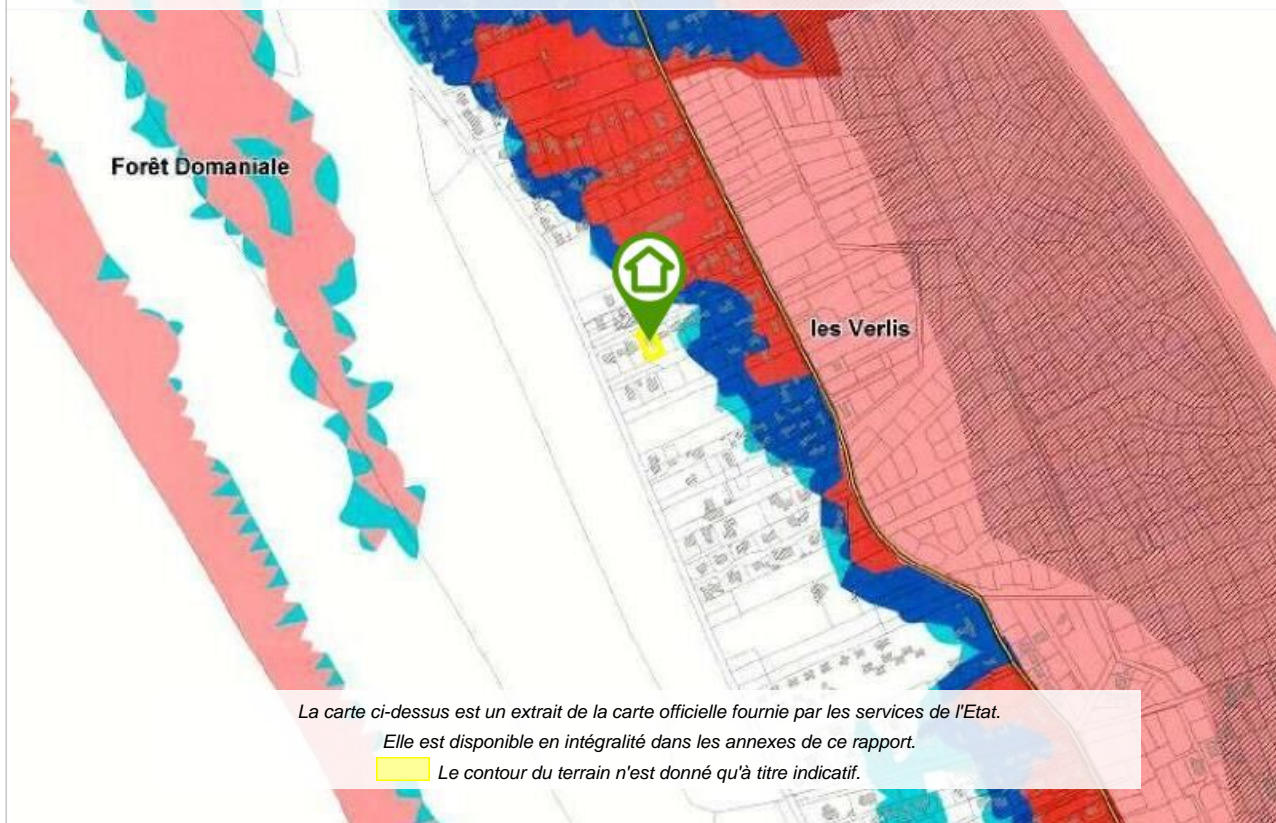 Forêt Domaniale
les Verlis
La carte ci-dessus est un extrait de la carte officielle fournie par les services de l'Etat.
Elle est disponible en intégralité dans les annexes de ce rapport.
Le contour du terrain n'est donné qu'à titre indicatif.